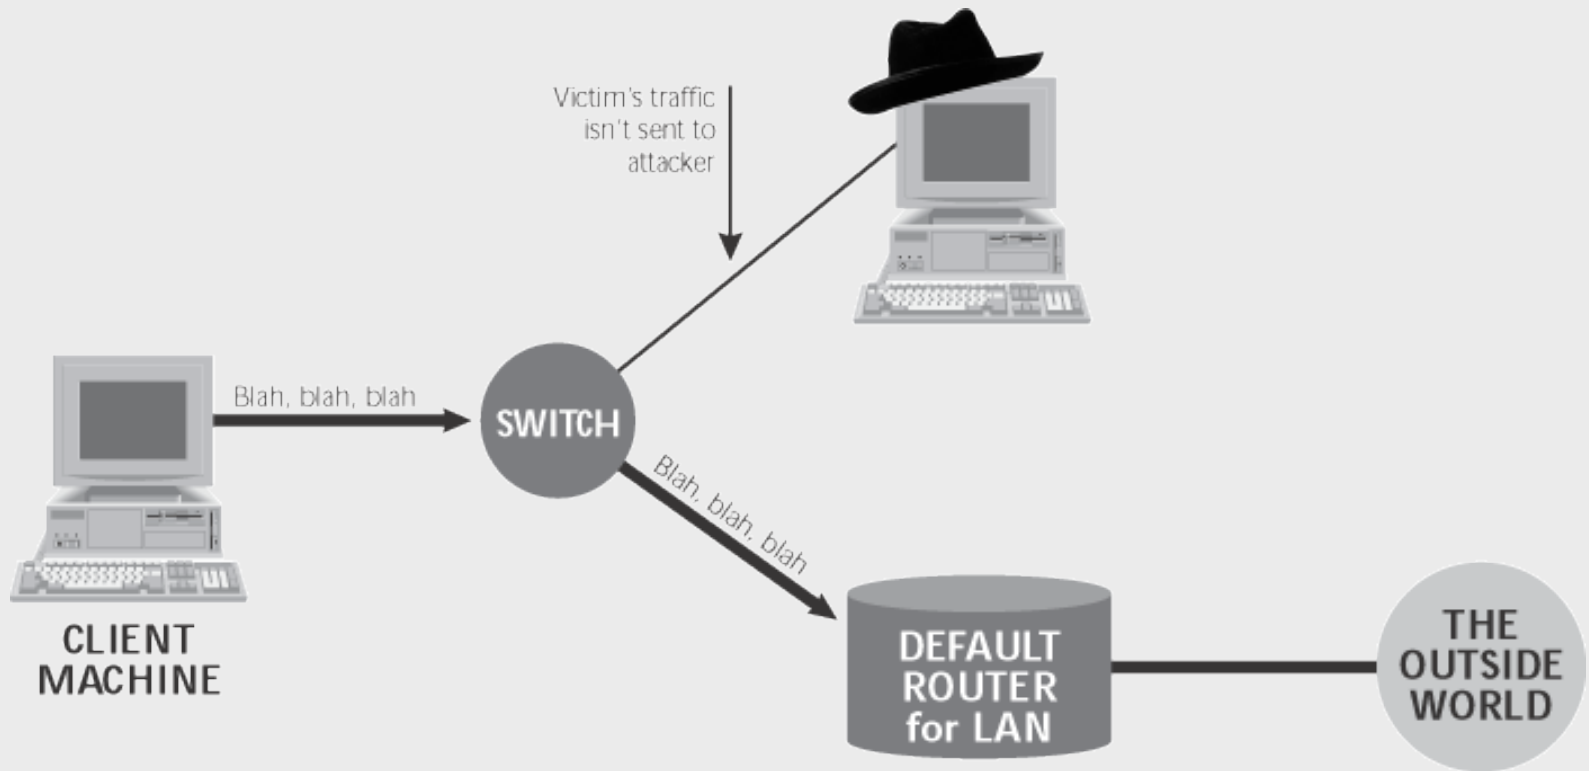 Victim's traffic
isn't sent to
attacker
Blah, blah, blah
SWITCH
Blah, blah, blah
CLIENT
MACHINE
DEFAULT
ROUTER
for LAN
THE
OUTSIDE
WORLD